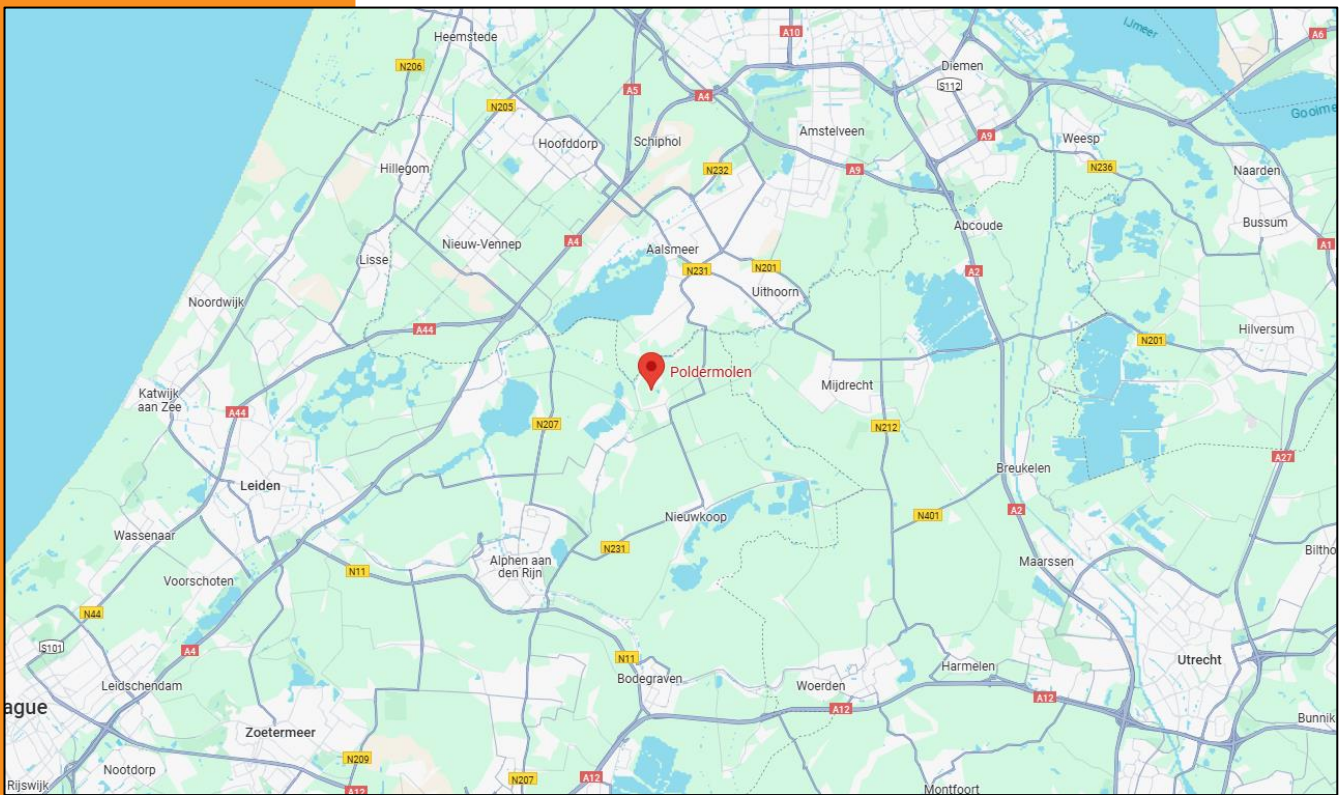 Heemstede
A10
IJmeer
A6
N206
Diemen
S112
A5
A4
N205
Gooime
Amstelveen
Hoofddorp
Schiphol
A9
Weesp
Hillegom
N232
A9
N236
Naarden
Abcoude
Bussum
Nieuw-Vennep
A4
Aalsmeer
A1
Lisse
N231
N201
A2
Noordwijk
Uithoorn
A44
Hilversum
N201
Poldermolen
Mijdrecht
Katwijk
aan Zee
A44
N207
N212
A27
Breukelen
Leiden
A2
Nieuwkoop
N401
Wassenaar
N231
Biltho
Alphen aan
den Rijn
Maarssen
N11
Voorschoten
N44
S101
A4
N11
Utrecht
Harmelen
Bodegraven
Leidschendam
Woerden
A12
ague
A12
Bunnik
Zoetermeer
N209
Nootdorp
N207
A12
Rijswijk
A12
Montfoort